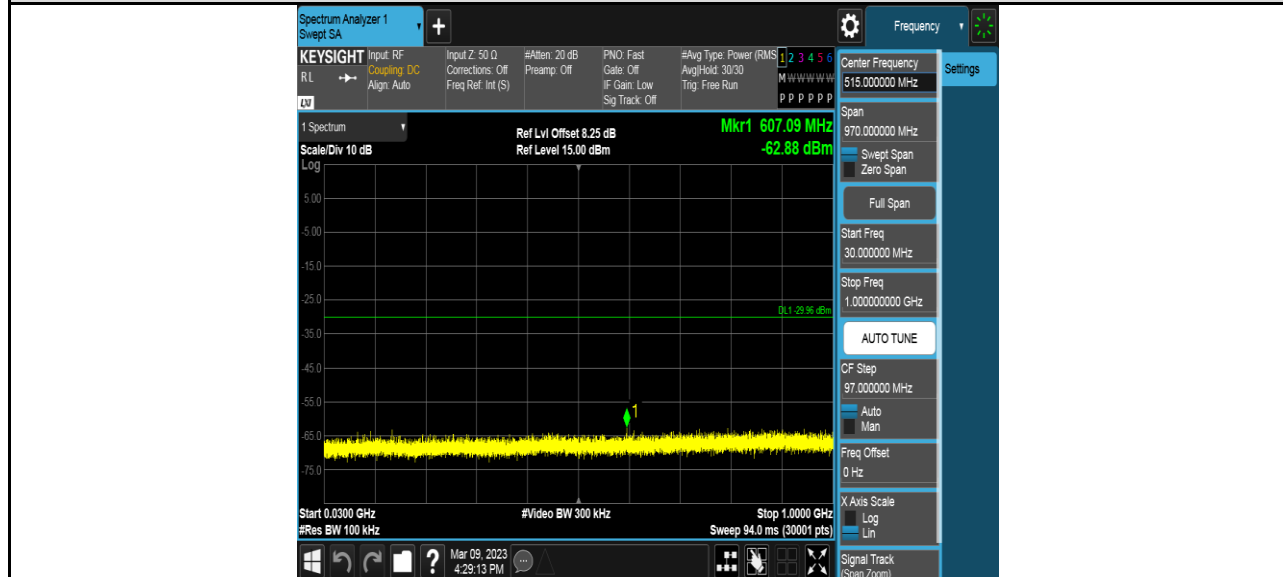 Spectrum Analyzer 1
Swept SA
+
Frequency
KEYSIGHT
RL
LXI
Input: RF
Coupling: DC
Align: Auto
Input Z: 50 Ω
Corrections: Off
Freq Ref: Int (S)
#Atten: 20 dB
Preamp: Off
PNO: Fast
Gate: Off
IF Gain: Low
Sig Track: Off
#Avg Type: Power (RMS
Avg|Hold: 30/30
Trig: Free Run
1 2 3 4 5 6
M W W W W W
P P P P P P
Center Frequency
515.000000 MHz
Settings
1 Spectrum
Scale/Div 10 dB
Log
Ref Lvl Offset 8.25 dB
Ref Level 15.00 dBm
Mkr1 607.09 MHz
-62.88 dBm
5.00
-5.00
-15.0
-25.0
-35.0
-45.0
-55.0
-65.0
-75.0
DL1 -29.96 dBm
1
Start 0.0300 GHz
#Res BW 100 kHz
#Video BW 300 kHz
Stop 1.0000 GHz
Sweep 94.0 ms (30001 pts)
Span
970.000000 MHz
Swept Span
Zero Span
Full Span
Start Freq
30.000000 MHz
Stop Freq
1.000000000 GHz
AUTO TUNE
CF Step
97.000000 MHz
Auto
Man
Freq Offset
0 Hz
X Axis Scale
Log
Lin
Signal Track
(Span Zoom)
?
Mar 09, 2023
4:29:13 PM